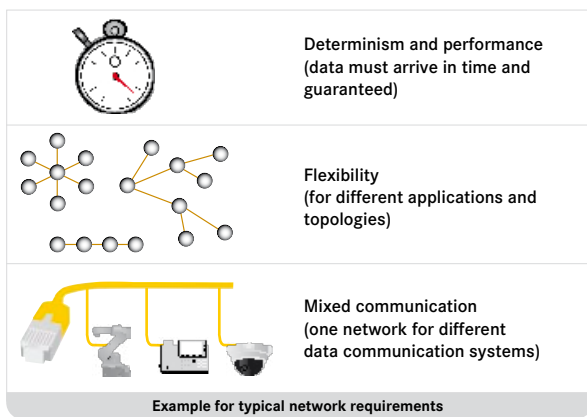 Determinism and performance
(data must arrive in time and
guaranteed)
Flexibility
(for different applications and
topologies)
Mixed communication
(one network for different
data communication systems)
Example for typical network requirements